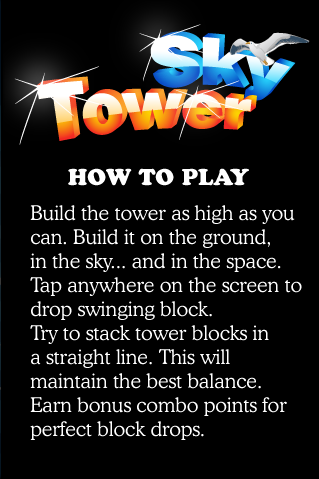 Sky
Tower
HOW TO PLAY
Build the tower as high as you
can. Build it on the ground,
in the sky... and in the space.
Tap anywhere on the screen to
drop swinging block.
Try to stack tower blocks in
a straight line. This will
maintain the best balance.
Earn bonus combo points for
perfect block drops.